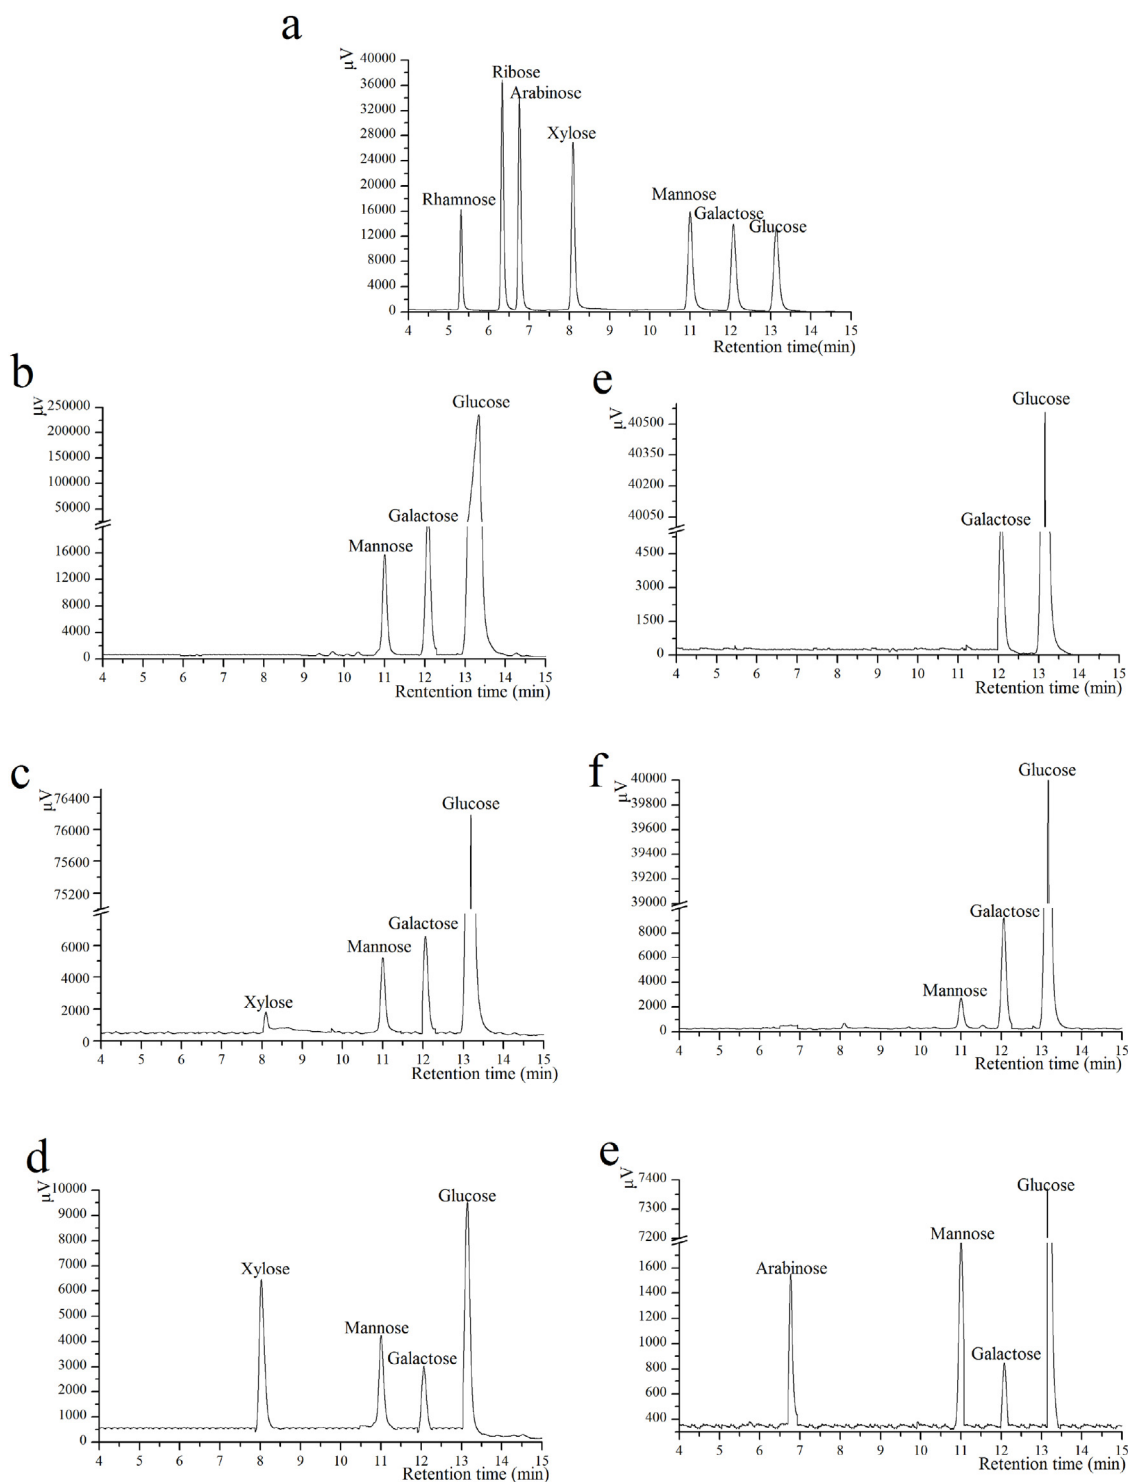 a
μV
40000
36000
32000
28000
24000
20000
16000
12000
8000
4000
0
Rhamnose
Ribose
Arabinose
Xylose
Mannose
Galactose
Glucose
4 5 6 7 8 9 10 11 12 13 14 15
Retention time(min)
b
μv
250000
200000
150000
100000
50000
16000
12000
8000
4000
0
Mannose
Galactose
Glucose
4 5 6 7 8 9 10 11 12 13 14 15
Rentention time (min)
e
μV
40500
40350
40200
40050
4500
3000
1500
0
Galactose
Glucose
4 5 6 7 8 9 10 11 12 13 14 15
Retention time (min)
c
μV
76400
76000
75600
75200
6000
4000
2000
0
Xylose
Mannose
Galactose
Glucose
4 5 6 7 8 9 10 11 12 13 14 15
Retention time (min)
f
μV
40000
39800
39600
39400
39200
39000
8000
6000
4000
2000
0
Mannose
Galactose
Glucose
4 5 6 7 8 9 10 11 12 13 14 15
Retention time (min)
d
μV
10000
9000
8000
7000
6000
5000
4000
3000
2000
1000
0
Xylose
Mannose
Galactose
Glucose
4 5 6 7 8 9 10 11 12 13 14 15
Retention time (min)
e
μV
7400
7200
1600
1400
1200
1000
800
600
400
Arabinose
Mannose
Galactose
Glucose
4 5 6 7 8 9 10 11 12 13 14 15
Retention time (min)